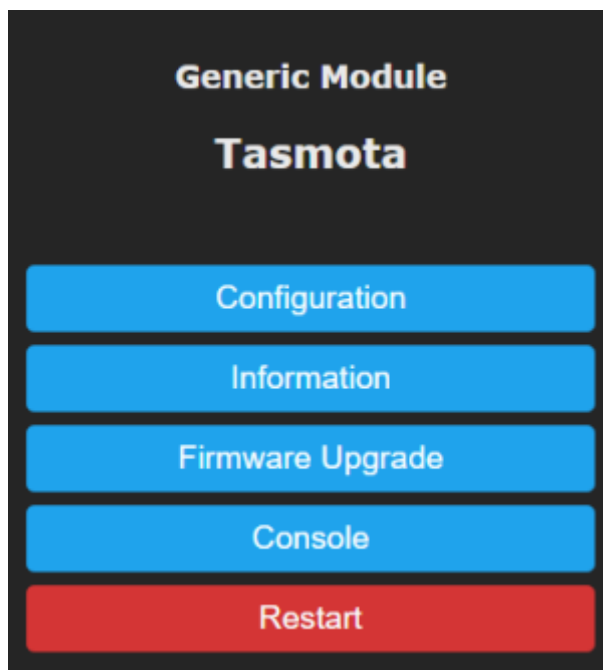 Generic Module
Tasmota
Configuration
Information
Firmware Upgrade
Console
Restart